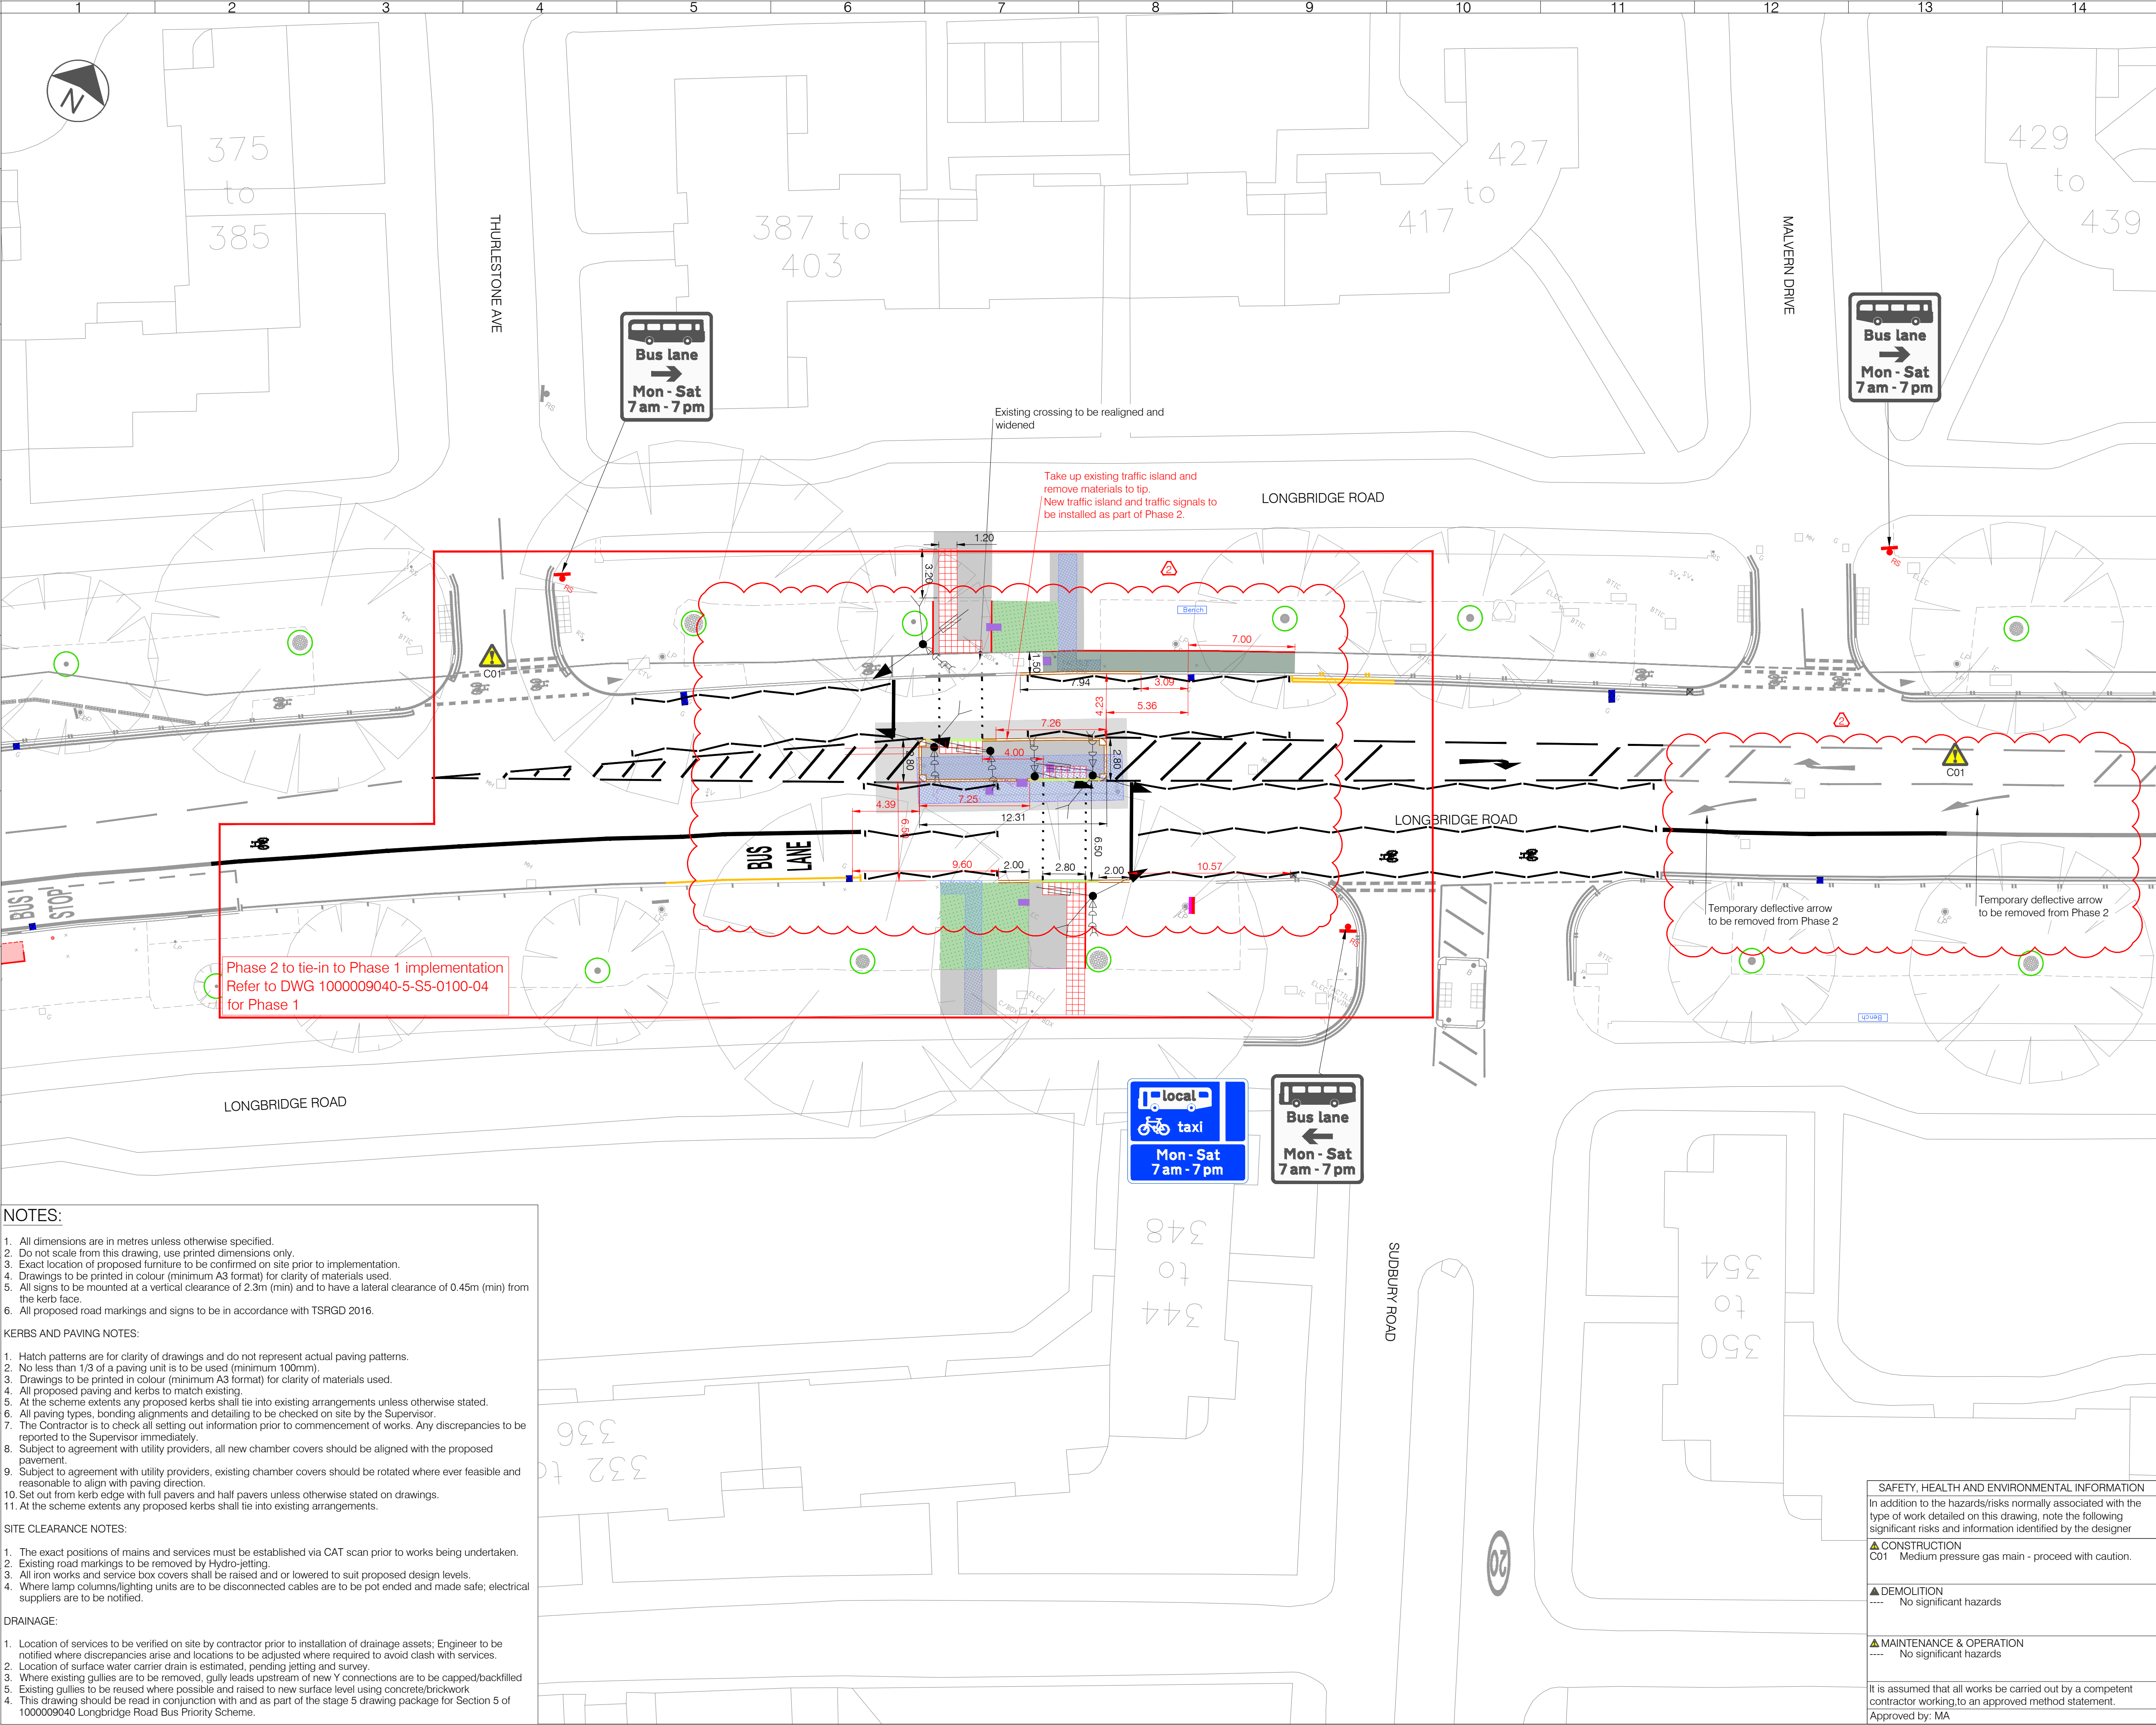 1 2 3 4 5 6 7 8 9 10 11 12 13 14
N
375
to
385
THURLESTONE AVE
387 to
403
427
to
417
MALVERN DRIVE
429
to
439
Bus lane
Mon - Sat
7 am - 7 pm
Bus lane
Mon - Sat
7 am - 7 pm
RS
Existing crossing to be realigned and
widened
Take up existing traffic island and
remove materials to tip.
New traffic island and traffic signals to
be installed as part of Phase 2.
LONGBRIDGE ROAD
1.20
3.20
2
RS
RS
Bench
7.00
C01
1.50
7.94
3.09
5.36
4.23
7.26
4.00
2.80
2.80
2
C01
4.39
7.25
12.31
6.50
6.50
LONGBRIDGE ROAD
BUS
LANE
9.60
2.00
2.80
2.00
10.57
BUS
STOP
Temporary deflective arrow
to be removed from Phase 2
Temporary deflective arrow
to be removed from Phase 2
RS
Phase 2 to tie-in to Phase 1 implementation
Refer to DWG 1000009040-5-S5-0100-04
for Phase 1
Bench
LONGBRIDGE ROAD
local
taxi
Mon - Sat
7 am - 7 pm
Bus lane
Mon - Sat
7 am - 7 pm
348
to
344
SUDBURY ROAD
354
to
350
336
332 to
20
NOTES:
1. All dimensions are in metres unless otherwise specified.
2. Do not scale from this drawing, use printed dimensions only.
3. Exact location of proposed furniture to be confirmed on site prior to implementation.
4. Drawings to be printed in colour (minimum A3 format) for clarity of materials used.
5. All signs to be mounted at a vertical clearance of 2.3m (min) and to have a lateral clearance of 0.45m (min) from
the kerb face.
6. All proposed road markings and signs to be in accordance with TSRGD 2016.
KERBS AND PAVING NOTES:
1. Hatch patterns are for clarity of drawings and do not represent actual paving patterns.
2. No less than 1/3 of a paving unit is to be used (minimum 100mm).
3. Drawings to be printed in colour (minimum A3 format) for clarity of materials used.
4. All proposed paving and kerbs to match existing.
5. At the scheme extents any proposed kerbs shall tie into existing arrangements unless otherwise stated.
6. All paving types, bonding alignments and detailing to be checked on site by the Supervisor.
7. The Contractor is to check all setting out information prior to commencement of works. Any discrepancies to be
reported to the Supervisor immediately.
8. Subject to agreement with utility providers, all new chamber covers should be aligned with the proposed
pavement.
9. Subject to agreement with utility providers, existing chamber covers should be rotated where ever feasible and
reasonable to align with paving direction.
10. Set out from kerb edge with full pavers and half pavers unless otherwise stated on drawings.
11. At the scheme extents any proposed kerbs shall tie into existing arrangements.
SITE CLEARANCE NOTES:
1. The exact positions of mains and services must be established via CAT scan prior to works being undertaken.
2. Existing road markings to be removed by Hydro-jetting.
3. All iron works and service box covers shall be raised and or lowered to suit proposed design levels.
4. Where lamp columns/lighting units are to be disconnected cables are to be pot ended and made safe; electrical
suppliers are to be notified.
DRAINAGE:
1. Location of services to be verified on site by contractor prior to installation of drainage assets; Engineer to be
notified where discrepancies arise and locations to be adjusted where required to avoid clash with services.
2. Location of surface water carrier drain is estimated, pending jetting and survey.
3. Where existing gullies are to be removed, gully leads upstream of new Y connections are to be capped/backfilled
5. Existing gullies to be reused where possible and raised to new surface level using concrete/brickwork
4. This drawing should be read in conjunction with and as part of the stage 5 drawing package for Section 5 of
1000009040 Longbridge Road Bus Priority Scheme.
SAFETY, HEALTH AND ENVIRONMENTAL INFORMATION
In addition to the hazards/risks normally associated with the
type of work detailed on this drawing, note the following
significant risks and information identified by the designer
CONSTRUCTION
C01 Medium pressure gas main - proceed with caution.
DEMOLITION
---- No significant hazards
MAINTENANCE & OPERATION
---- No significant hazards
It is assumed that all works be carried out by a competent
contractor working,to an approved method statement.
Approved by: MA